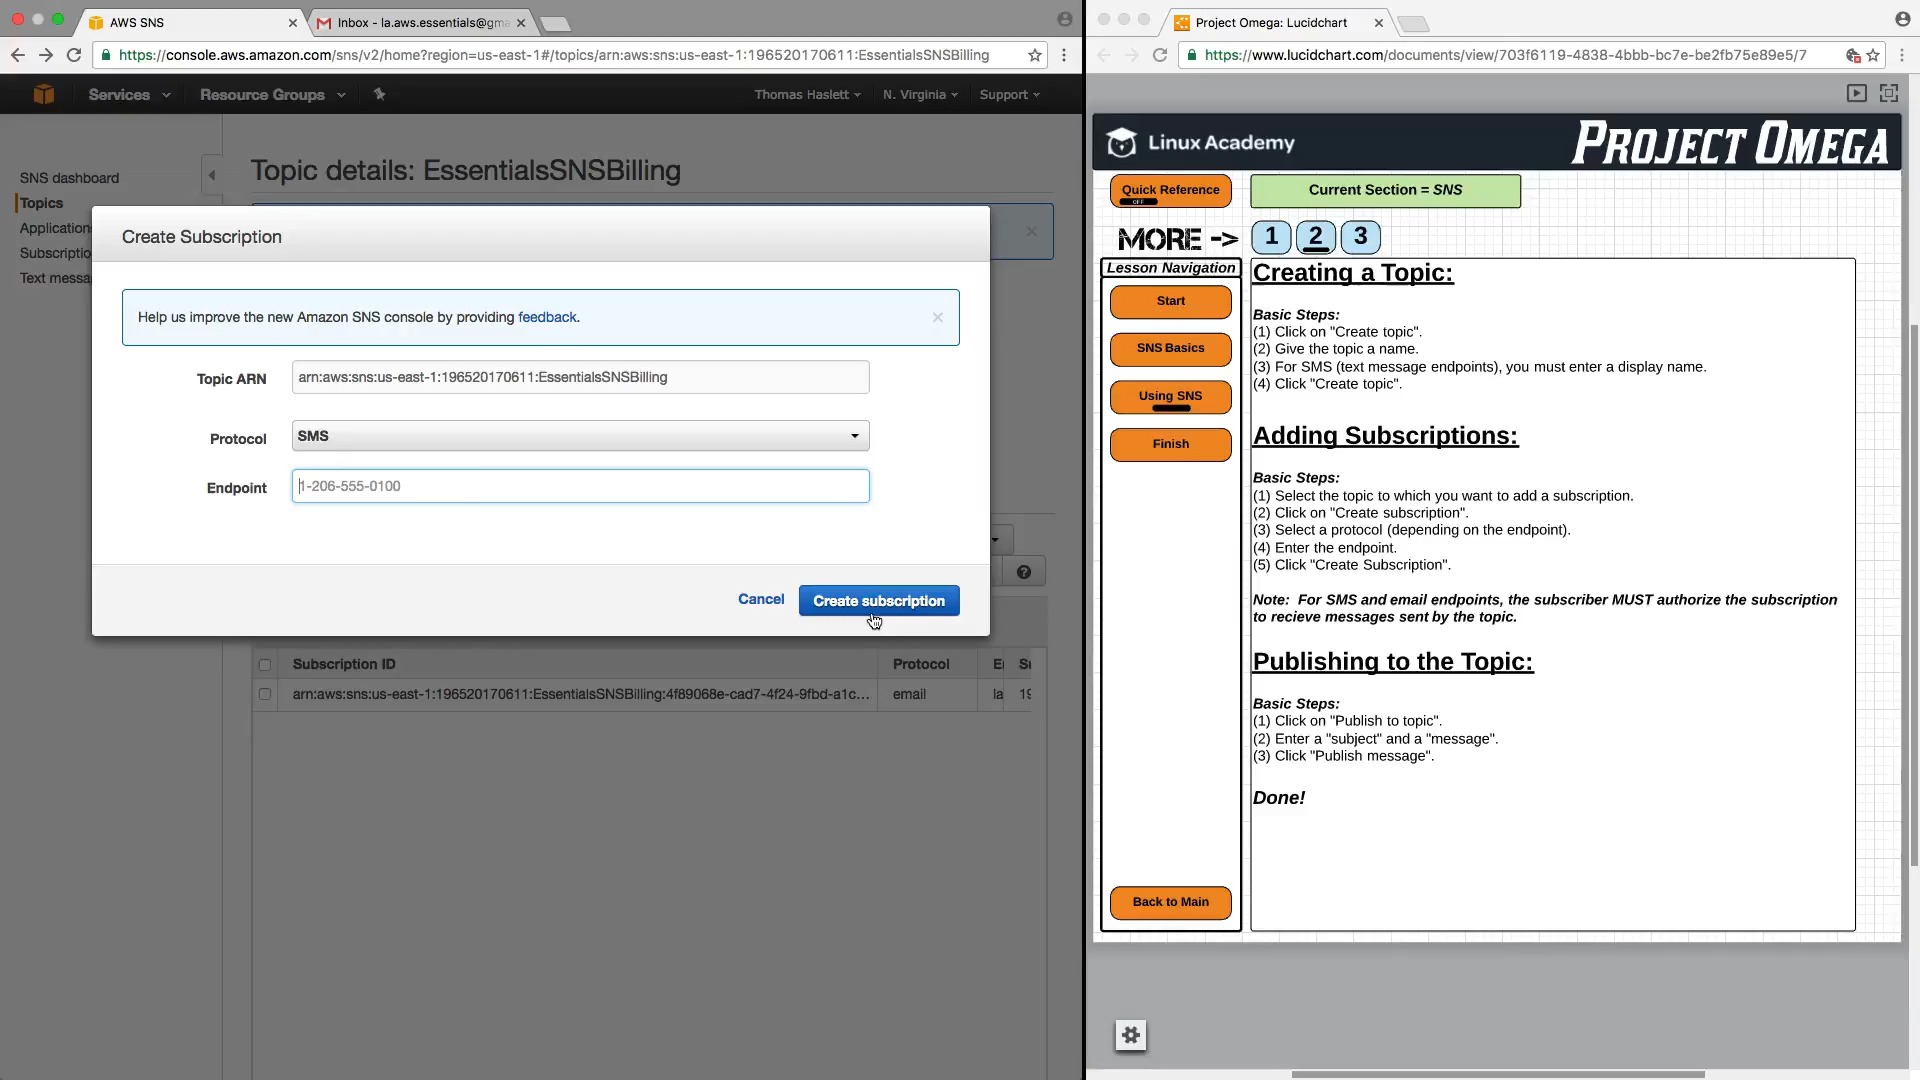 AWS SNS
Inbox - la.aws.essentials@gma
https://console.aws.amazon.com/sns/v2/home?region=us-east-1#/topics/arn:aws:sns:us-east-1:196520170611:EssentialsSNSBilling
Services
Resource Groups
Thomas Haslett
N. Virginia
Support
SNS dashboard
Topics
Application
Subscriptio
Text messa
Topic details: EssentialsSNSBilling
Create Subscription
Help us improve the new Amazon SNS console by providing feedback.
Topic ARN
arn:aws:sns:us-east-1:196520170611:EssentialsSNSBilling
Protocol
SMS
Endpoint
1-206-555-0100
Cancel
Create subscription
Subscription ID
Protocol
arn:aws:sns:us-east-1:196520170611:EssentialsSNSBilling:4f89068e-cad7-4f24-9fbd-a1c...
email
la
19
Project Omega: Lucidchart
https://www.lucidchart.com/documents/view/703f6119-4838-4bbb-bc7e-be2fb75e89e5/7
Linux Academy
PROJECT OMEGA
Quick Reference
OFF
Current Section = SNS
MORE ->
1
2
3
Lesson Navigation
Start
SNS Basics
Using SNS
Finish
Back to Main
Creating a Topic:
Basic Steps:
(1) Click on "Create topic".
(2) Give the topic a name.
(3) For SMS (text message endpoints), you must enter a display name.
(4) Click "Create topic".
Adding Subscriptions:
Basic Steps:
(1) Select the topic to which you want to add a subscription.
(2) Click on "Create subscription".
(3) Select a protocol (depending on the endpoint).
(4) Enter the endpoint.
(5) Click "Create Subscription".
Note: For SMS and email endpoints, the subscriber MUST authorize the subscription
to recieve messages sent by the topic.
Publishing to the Topic:
Basic Steps:
(1) Click on "Publish to topic".
(2) Enter a "subject" and a "message".
(3) Click "Publish message".
Done!